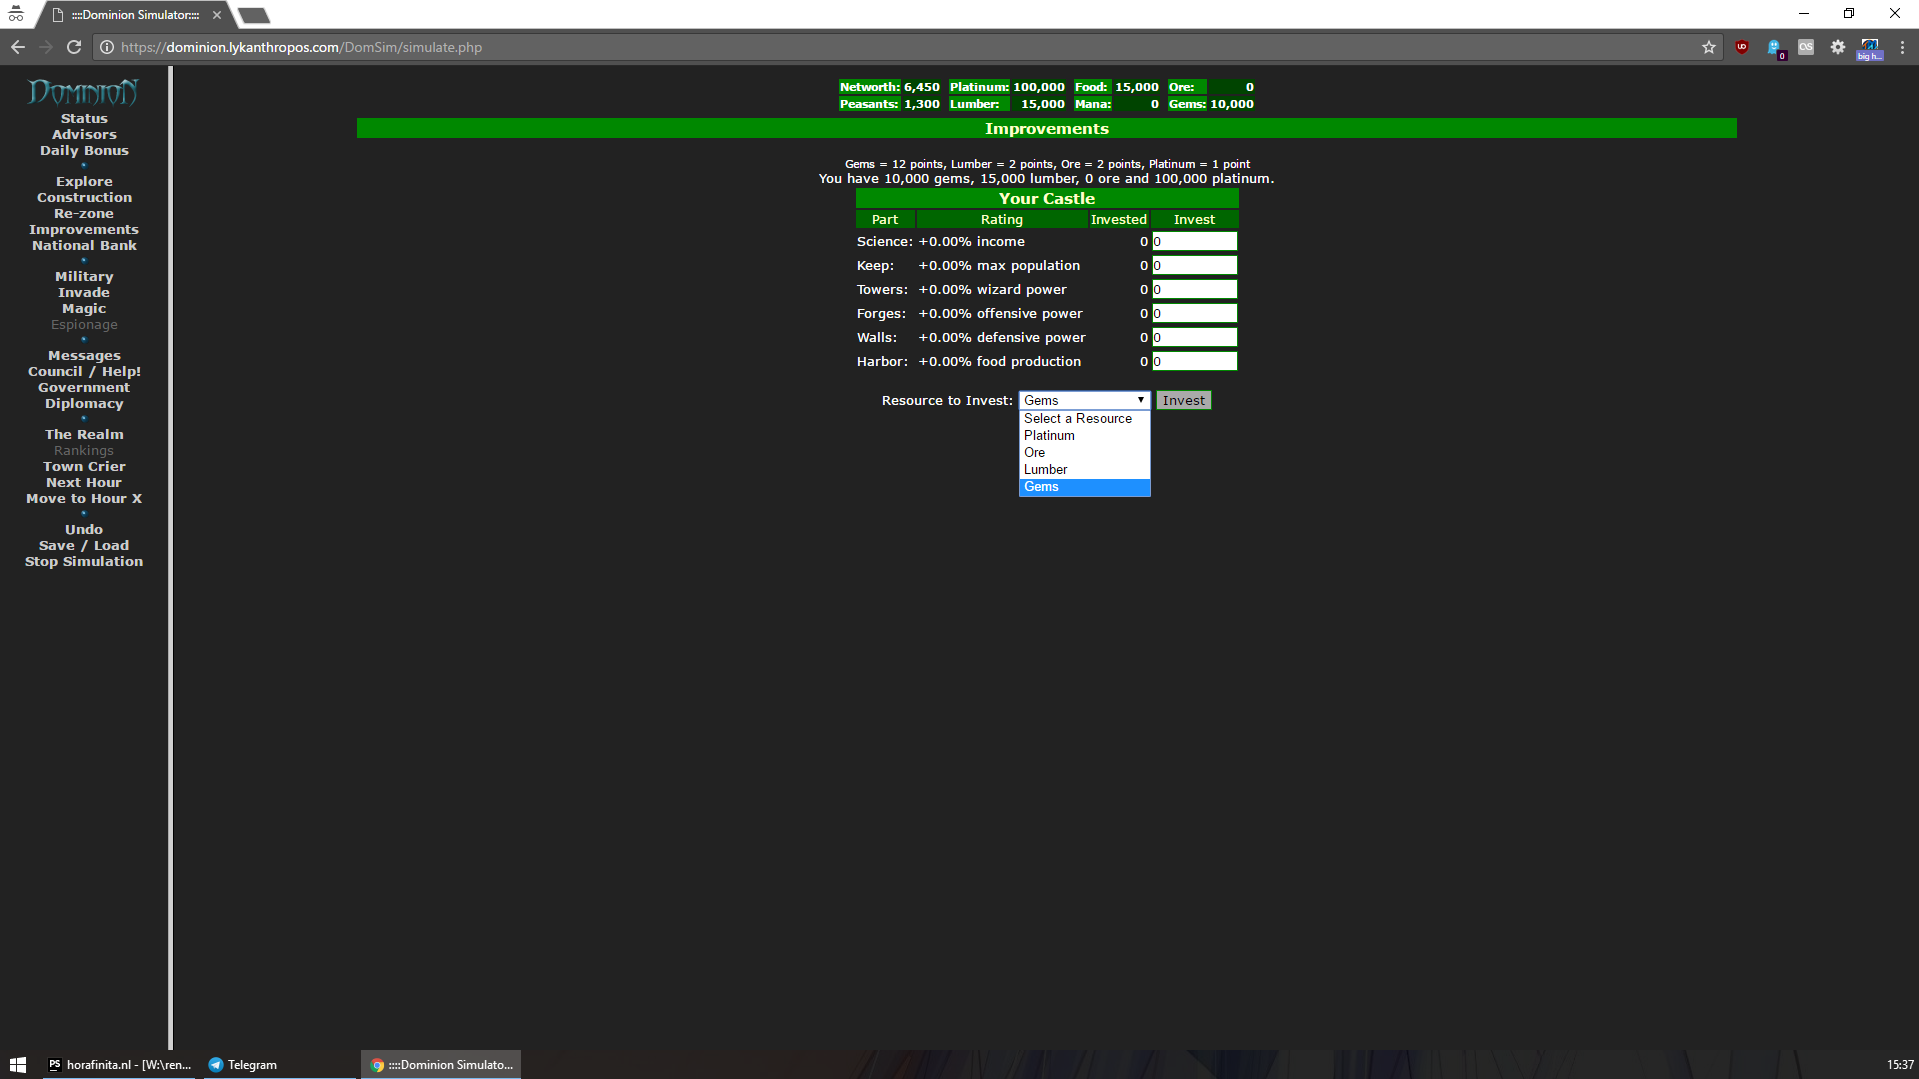 ::::Dominion Simulator::::
https://dominion.lykanthropos.com/DomSim/simulate.php
UD
0
OS
big h...
DOMINION
Status
Advisors
Daily Bonus
Explore
Construction
Re-zone
Improvements
National Bank
Military
Invade
Magic
Espionage
Messages
Council / Help!
Government
Diplomacy
The Realm
Rankings
Town Crier
Next Hour
Move to Hour X
Undo
Save / Load
Stop Simulation
Networth: 6,450 Platinum: 100,000 Food: 15,000 Ore: 0
Peasants: 1,300 Lumber: 15,000 Mana: 0 Gems: 10,000
Improvements
Gems = 12 points, Lumber = 2 points, Ore = 2 points, Platinum = 1 point
You have 10,000 gems, 15,000 lumber, 0 ore and 100,000 platinum.
Your Castle
Part Rating Invested Invest
Science: +0.00% income 0 0
Keep: +0.00% max population 0 0
Towers: +0.00% wizard power 0 0
Forges: +0.00% offensive power 0 0
Walls: +0.00% defensive power 0 0
Harbor: +0.00% food production 0 0
Resource to Invest: Gems Invest
Select a Resource
Platinum
Ore
Lumber
Gems
PS horafinita.nl - [W:\ren... Telegram ::::Dominion Simulato... 15:37